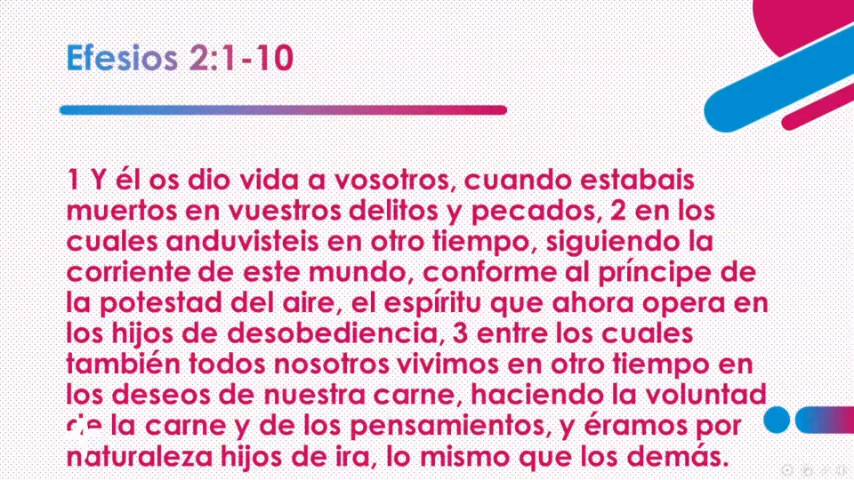 Efesios 2:1-10
1 Y él os dio vida a vosotros, cuando estabais
muertos en vuestros delitos y pecados, 2 en los
cuales anduvisteis en otro tiempo, siguiendo la
corriente de este mundo, conforme al príncipe de
la potestad del aire, el espíritu que ahora opera en
los hijos de desobediencia, 3 entre los cuales
también todos nosotros vivimos en otro tiempo en
los deseos de nuestra carne, haciendo la voluntad
de la carne y de los pensamientos, y éramos por
naturaleza hijos de ira, lo mismo que los demás.